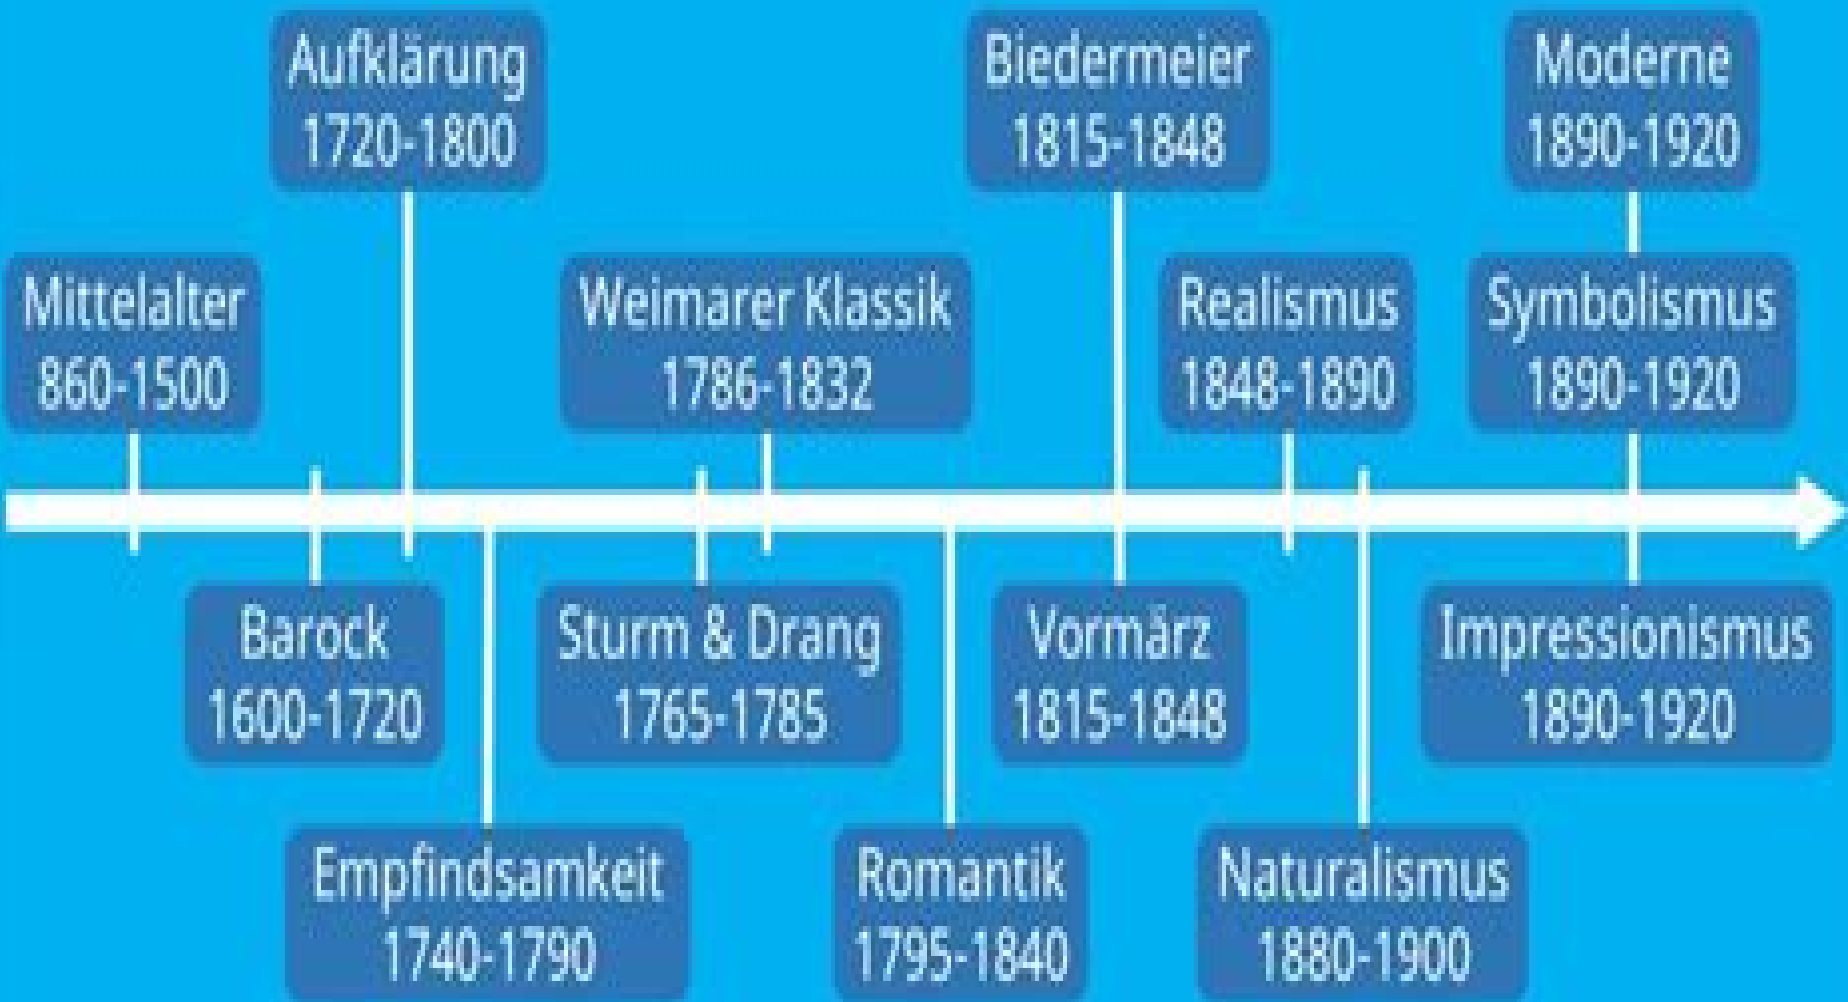 Aufklärung
1720-1800
Biedermeier
1815-1848
Moderne
1890-1920
Mittelalter
860-1500
Weimarer Klassik
1786-1832
Realismus
1848-1890
Symbolismus
1890-1920
Barock
1600-1720
Sturm & Drang
1765-1785
Vormärz
1815-1848
Impressionismus
1890-1920
Empfindsamkeit
1740-1790
Romantik
1795-1840
Naturalismus
1880-1900